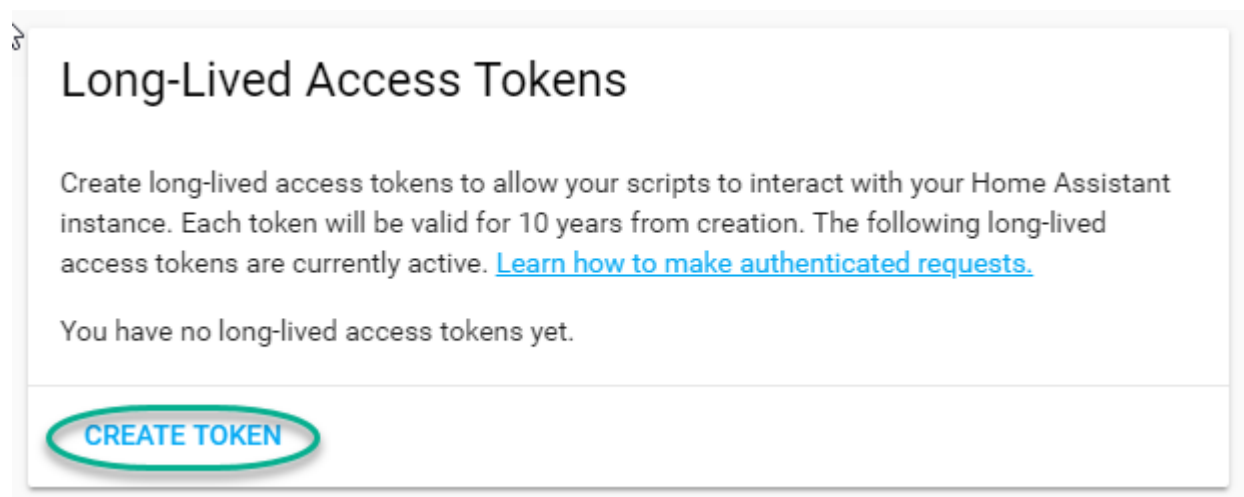 Long-Lived Access Tokens
Create long-lived access tokens to allow your scripts to interact with your Home Assistant
instance. Each token will be valid for 10 years from creation. The following long-lived
access tokens are currently active. Learn how to make authenticated requests.
You have no long-lived access tokens yet.
CREATE TOKEN